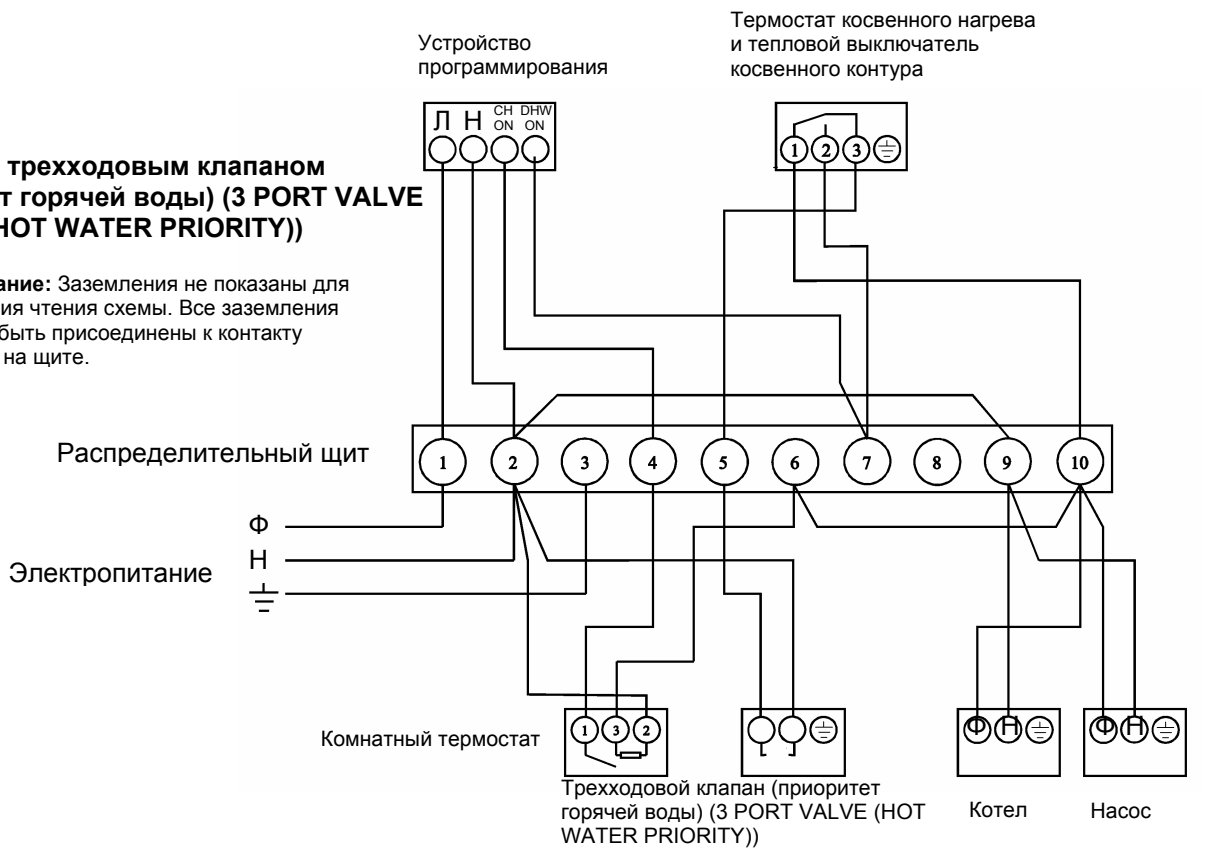 Устройство
программирования
Термостат косвенного нагрева
и тепловой выключатель
косвенного контура
Л Н CH ON DHW ON
1 2 3
трехходовым клапаном
т горячей воды) (3 PORT VALVE
HOT WATER PRIORITY))
ание: Заземления не показаны для
ия чтения схемы. Все заземления
быть присоединены к контакту
на щите.
Распределительный щит
1 2 3 4 5 6 7 8 9 10
Ф
Н
Электропитание
Комнатный термостат
1 3 2
Ф Н
Ф Н
Трехходовой клапан (приоритет
горячей воды) (3 PORT VALVE (HOT
WATER PRIORITY))
Котел
Насос